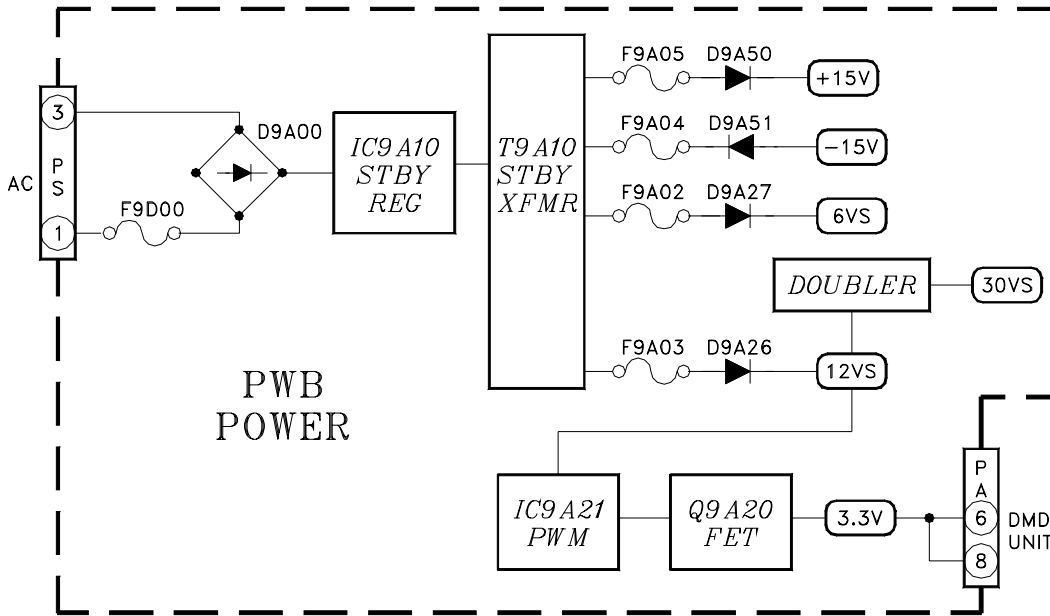 F9A05 D9A50
+15V
3
D9A00
F9A04 D9A51
IC9A10
STBY
REG
T9A10
STBY
XFMR
-15V
AC
P
S
F9A02 D9A27
6VS
F9D00
1
DOUBLER
30VS
F9A03 D9A26
12VS
PWB
POWER
P
A
IC9A21
PWM
Q9A20
FET
3.3V
6
8
DMD
UNIT